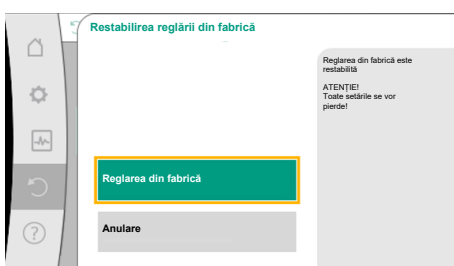 Restabilirea reglării din fabrică
Reglarea din fabrică este
restabilită
ATENȚIE!
Toate setările se vor
pierde!
Reglarea din fabrică
Anulare
?